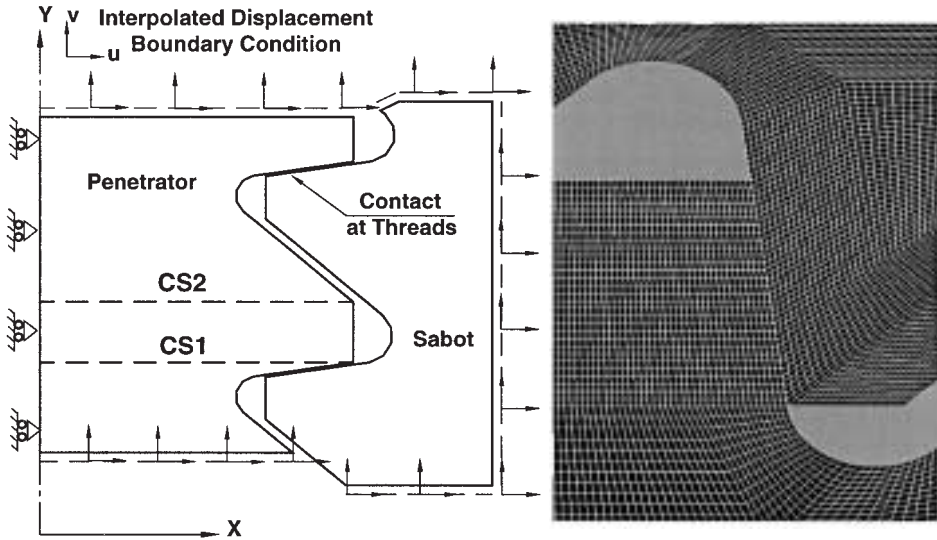 Y
v
u
Interpolated Displacement
Boundary Condition
Penetrator
Contact
at Threads
CS2
CS1
Sabot
X